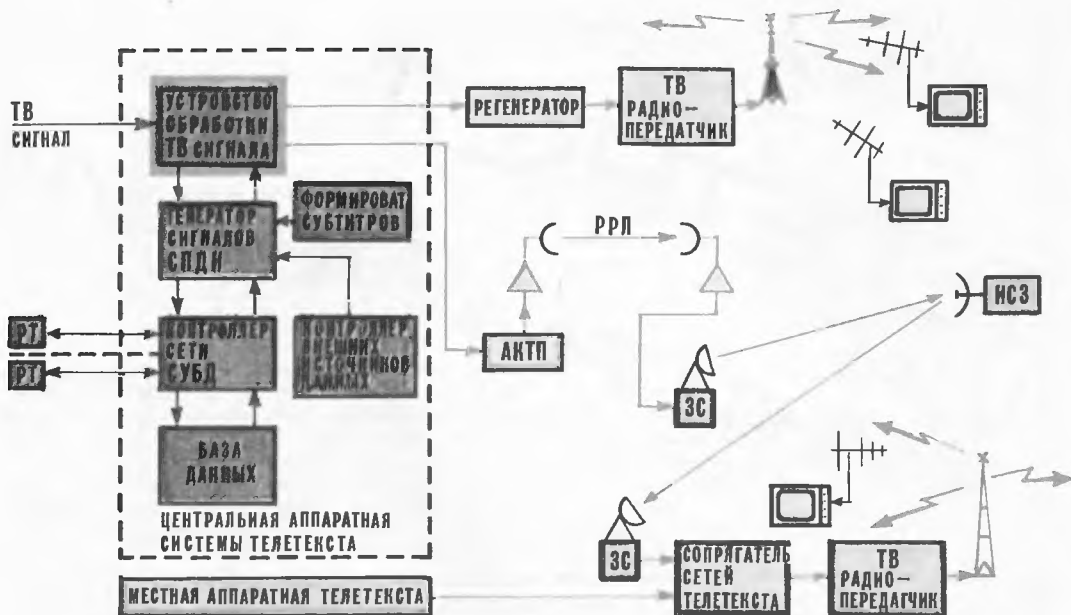 ТВ
СИГНАЛ
УСТРОЙСТВО
ОБРАБОТКИ
ТВ СИГНАЛА
РЕГЕНЕРАТОР
ТВ
РАДИО-
ПЕРЕДАТЧИК
ГЕНЕРАТОР
СИГНАЛОВ
СПДИ
ФОРМИРОВАТ
СУБТИТРОВ
РРЛ
ИСЗ
РТ
РТ
КОНТРОЛЛЕР
СЕТИ
СУБД
КОНТРОЛЛЕР
ВНЕШНИХ
ИСТОЧНИКОВ
ДАННЫХ
АКТП
ЗС
БАЗА
ДАННЫХ
ЦЕНТРАЛЬНАЯ АППАРАТНАЯ
СИСТЕМЫ ТЕЛЕТЕКСТА
ЗС
СОПРЯГАТЕЛЬ
СЕТЕЙ
ТЕЛЕТЕКСТА
ТВ
РАДИО-
ПЕРЕДАТЧИК
МЕСТНАЯ АППАРАТНАЯ ТЕЛЕТЕКСТА